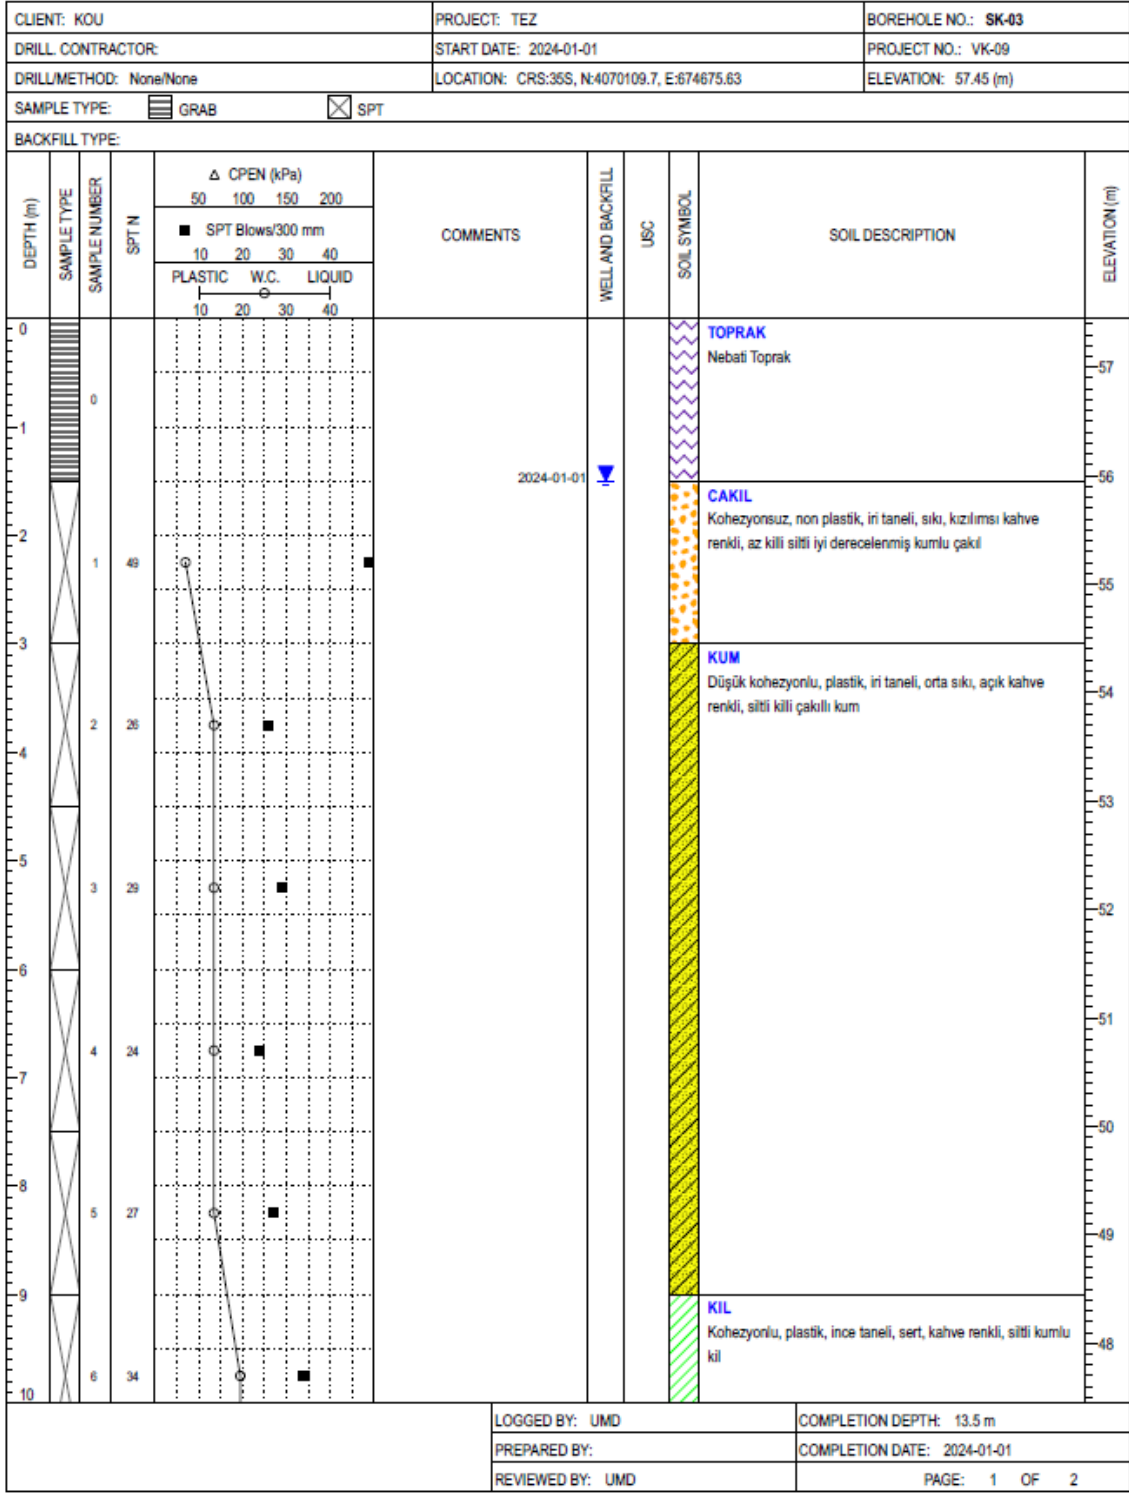 CLIENT: KOU
PROJECT: TEZ
BOREHOLE NO.: SK-03
DRILL. CONTRACTOR:
START DATE: 2024-01-01
PROJECT NO.: VK-09
DRILL/METHOD: None/None
LOCATION: CRS:35S, N:4070109.7, E:674675.63
ELEVATION: 57.45 (m)
SAMPLE TYPE: GRAB SPT
BACKFILL TYPE:
DEPTH (m)
SAMPLE TYPE
SAMPLE NUMBER
SPT N
CPEN (kPa)
50 100 150 200
SPT Blows/300 mm
10 20 30 40
PLASTIC W.C. LIQUID
10 20 30 40
COMMENTS
WELL AND BACKFILL
USC
SOIL SYMBOL
SOIL DESCRIPTION
ELEVATION (m)
0
TOPRAK
Nebati Toprak
57
0
1
2024-01-01
56
CAKIL
Kohezyonsuz, non plastik, iri taneli, sıkı, kızılımsı kahve
renkli, az killi siltli iyi derecelenmiş kumlu çakıl
2
1 49
55
3
KUM
Düşük kohezyonlu, plastik, iri taneli, orta sıkı, açık kahve
renkli, siltli killi çakıllı kum
54
2 26
4
53
5
3 29
52
6
51
4 24
7
50
8
5 27
49
9
KIL
Kohezyonlu, plastik, ince taneli, sert, kahve renkli, siltli kumlu
kil
48
6 34
10
LOGGED BY: UMD
COMPLETION DEPTH: 13.5 m
PREPARED BY:
COMPLETION DATE: 2024-01-01
REVIEWED BY: UMD
PAGE: 1 OF 2